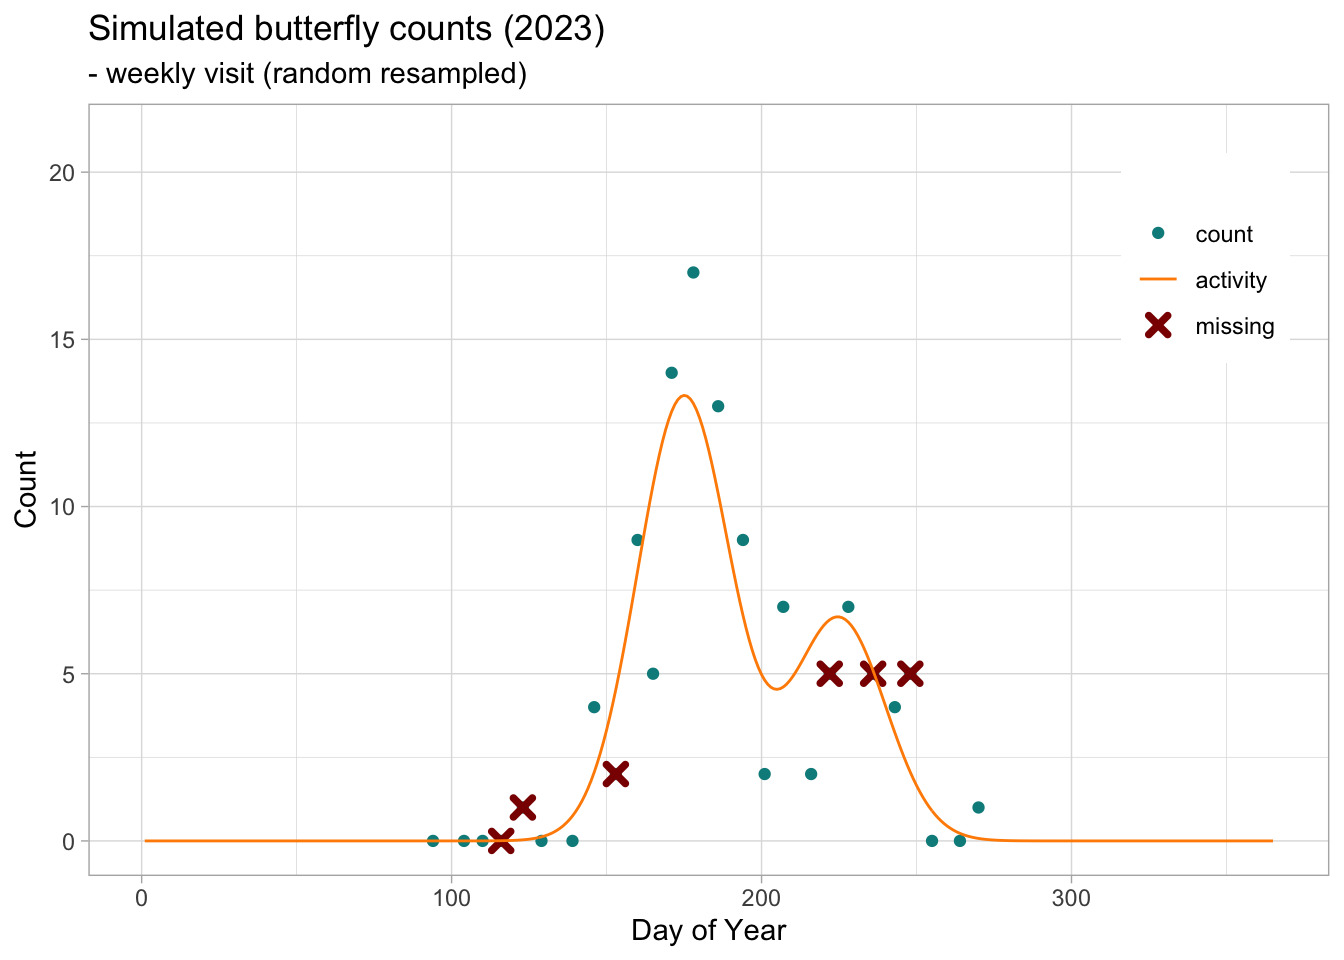 Simulated butterfly counts (2023)
- weekly visit (random resampled)
20
15
10
5
0
Count
count
activity
missing
0 100 200 300
Day of Year